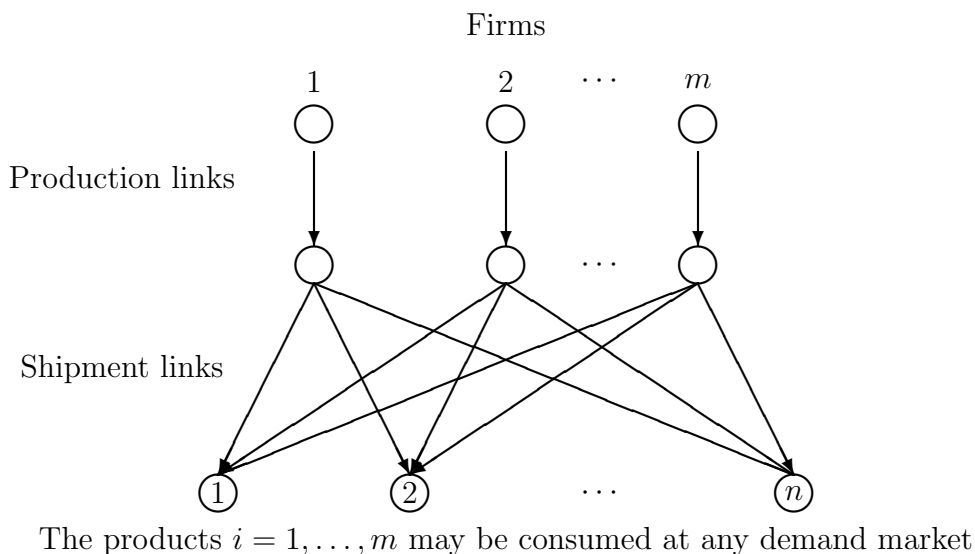 Firms
1 2 ⋯ m
Production links
⋯
Shipment links
1 2 ⋯ n
The products i = 1, . . . , m may be consumed at any demand market